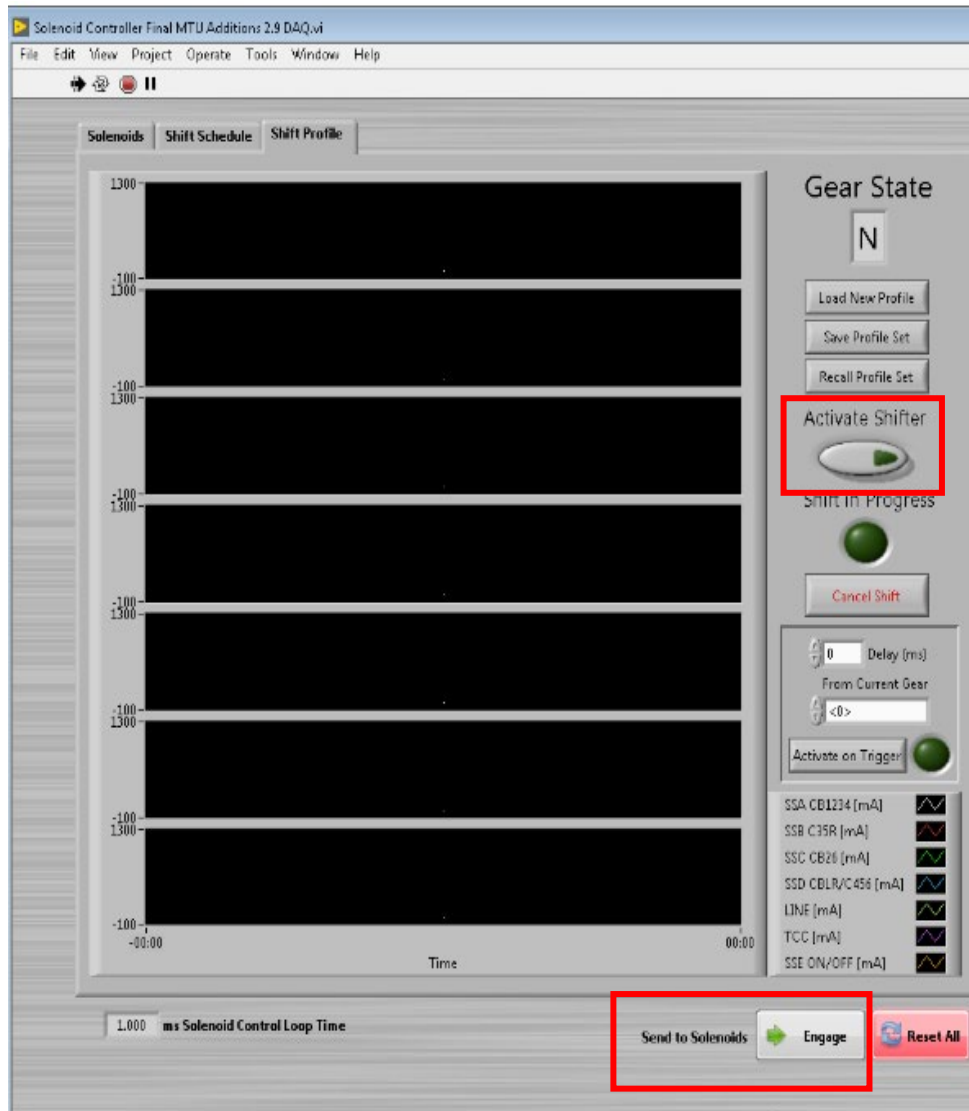 Solenoid Controller Final MTU Additions 2.9 DAQ.vi
File Edit View Project Operate Tools Window Help
Solenoids Shift Schedule Shift Profile
1300
-100
1300
-100
1300
-100
1300
-100
1300
-100
1300
-100
1300
-100
-00:00 00:00
Time
Gear State
N
Load New Profile
Save Profile Set
Recall Profile Set
Activate Shifter
Shift In Progress
Cancel Shift
0 Delay (ms)
From Current Gear
<0>
Activate on Trigger
SSA CB1234 [mA]
SSB C35R [mA]
SSC CB26 [mA]
SSD CBLR/C456 [mA]
LINE [mA]
TCC [mA]
SSE ON/OFF [mA]
1.000 ms Solenoid Control Loop Time
Send to Solenoids Engage Reset All